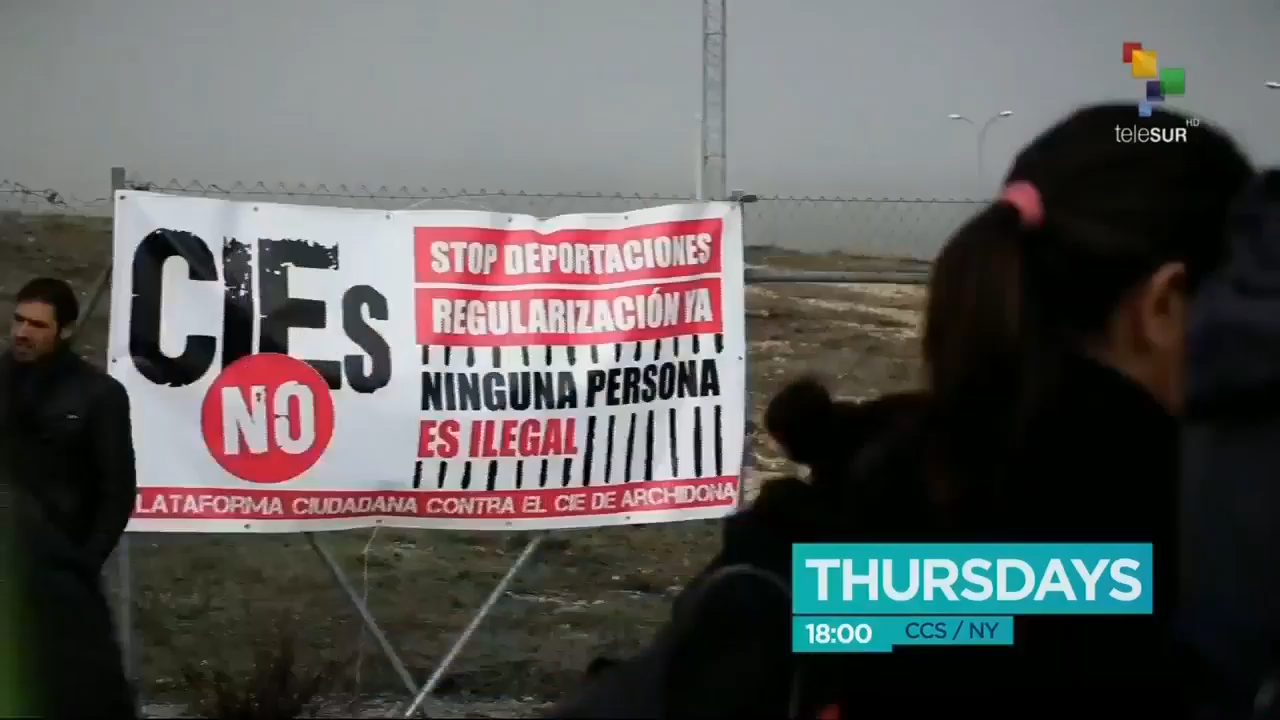 teleSUR HD
CIEs
NO
STOP DEPORTACIONES
REGULARIZACIÓN YA
NINGUNA PERSONA
ES ILEGAL
LATAFORMA CIUDADANA CONTRA EL CIE DE ARCHIDONA
THURSDAYS
18:00 CCS / NY